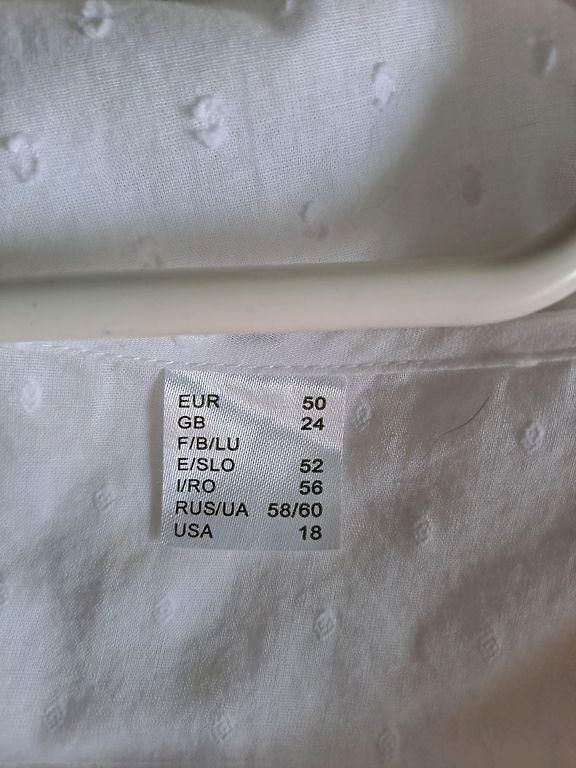 EUR 50
GB 24
F/B/LU
E/SLO 52
I/RO 56
RUS/UA 58/60
USA 18